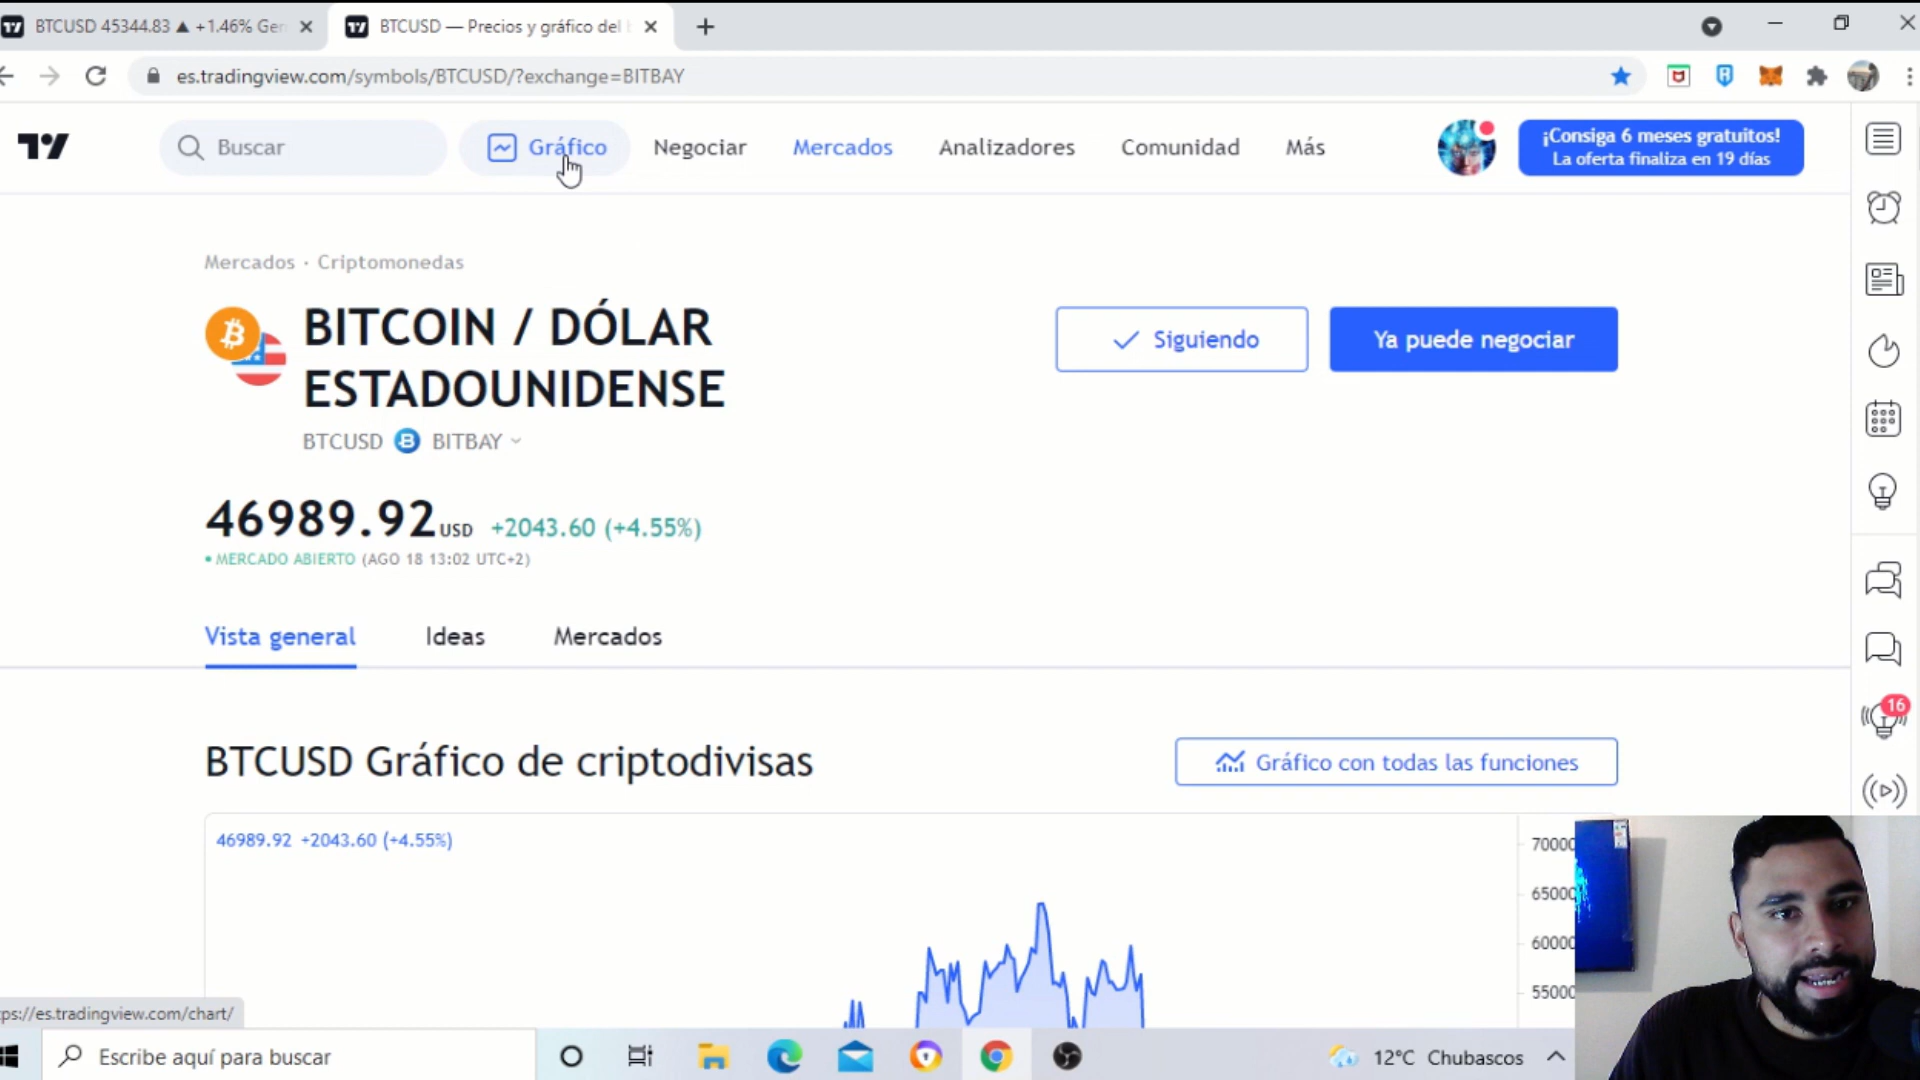 BTCUSD 45344.83 ▲ +1.46% Ger
BTCUSD — Precios y gráfico del
es.tradingview.com/symbols/BTCUSD/?exchange=BITBAY
Buscar
Gráfico
Negociar
Mercados
Analizadores
Comunidad
Más
¡Consiga 6 meses gratuitos!
La oferta finaliza en 19 días
Mercados · Criptomonedas
BITCOIN / DÓLAR
ESTADOUNIDENSE
BTCUSD BITBAY
Siguiendo
Ya puede negociar
46989.92 USD +2043.60 (+4.55%)
• MERCADO ABIERTO (AGO 18 13:02 UTC+2)
Vista general
Ideas
Mercados
16
BTCUSD Gráfico de criptodivisas
Gráfico con todas las funciones
46989.92 +2043.60 (+4.55%)
70000
65000
60000
55000
ps://es.tradingview.com/chart/
Escribe aquí para buscar
12°C Chubascos